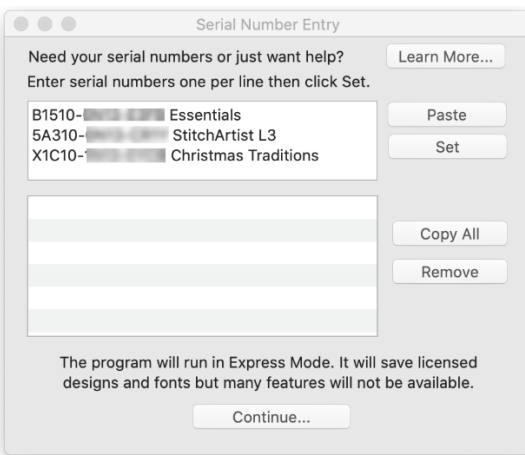 Serial Number Entry
Need your serial numbers or just want help?
Learn More...
Enter serial numbers one per line then click Set.
B1510- Essentials
5A310- StitchArtist L3
X1C10- Christmas Traditions
Paste
Set
Copy All
Remove
The program will run in Express Mode. It will save licensed
designs and fonts but many features will not be available.
Continue...